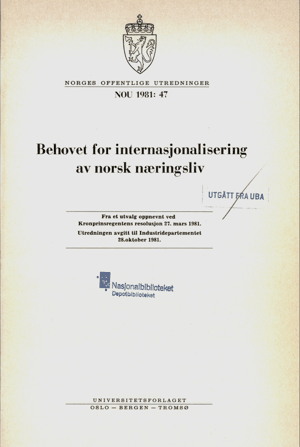 NORGES OFFENTLIGE UTREDNINGER
NOU 1981: 47
Behovet for internasjonalisering
av norsk næringsliv
UTGÅTT FRA UBA
Fra et utvalg oppnevnt ved
Kronprinsregentens resolusjon 27. mars 1981.
Utredningen avgitt til Industridepartementet
28.oktober 1981.
Nasjonalbiblioteket
Depotbiblioteket
UNIVERSITETSFORLAGET
OSLO — BERGEN — TROMSØ